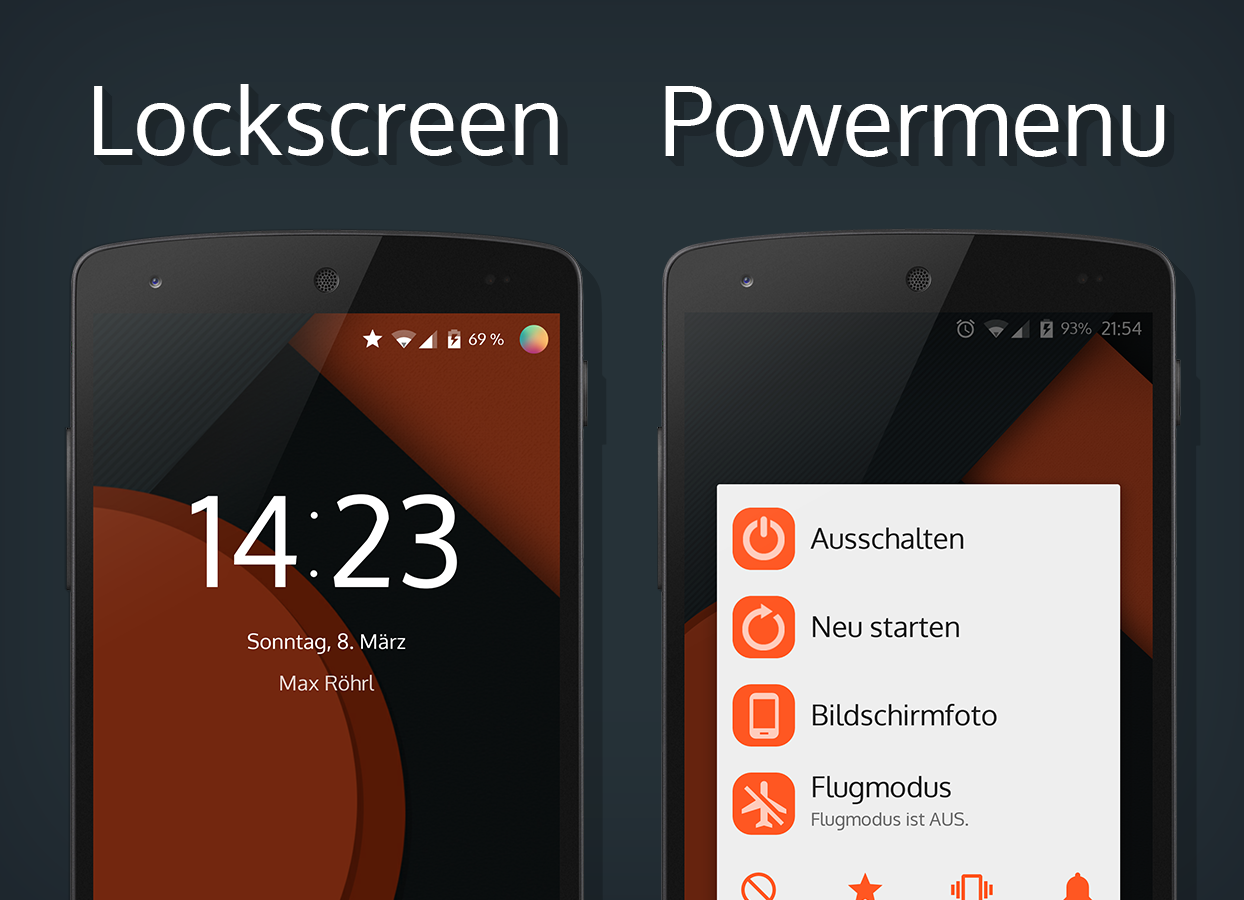 Lockscreen
Powermenu
69 %
14:23
Sonntag, 8. März
Max Röhrl
93% 21:54
Ausschalten
Neu starten
Bildschirmfoto
Flugmodus
Flugmodus ist AUS.